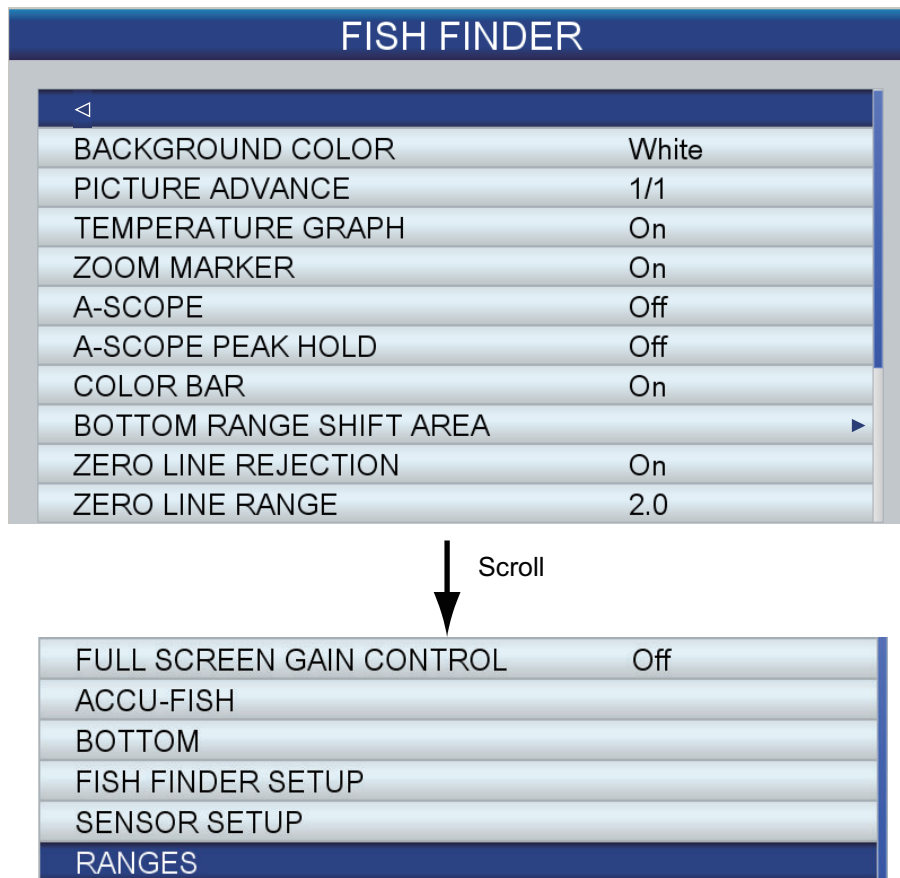 FISH FINDER
BACKGROUND COLOR White
PICTURE ADVANCE 1/1
TEMPERATURE GRAPH On
ZOOM MARKER On
A-SCOPE Off
A-SCOPE PEAK HOLD Off
COLOR BAR On
BOTTOM RANGE SHIFT AREA
ZERO LINE REJECTION On
ZERO LINE RANGE 2.0
Scroll
FULL SCREEN GAIN CONTROL Off
ACCU-FISH
BOTTOM
FISH FINDER SETUP
SENSOR SETUP
RANGES